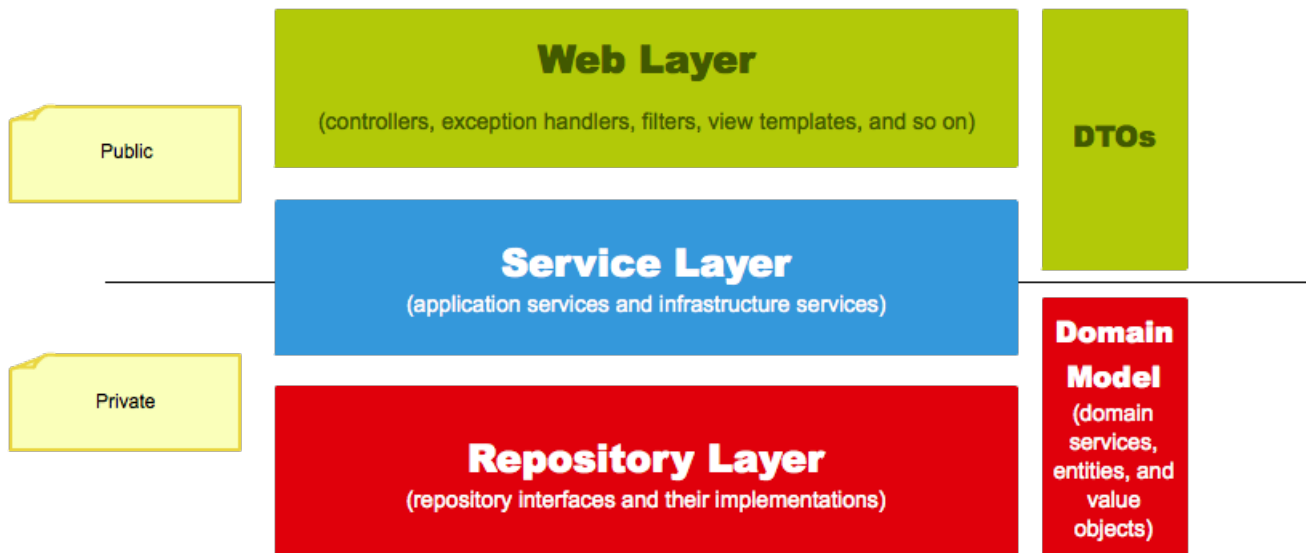 Web Layer
(controllers, exception handlers, filters, view templates, and so on)
DTOs
Public
Service Layer
(application services and infrastructure services)
Private
Repository Layer
(repository interfaces and their implementations)
Domain
Model
(domain
services,
entities, and
value
objects)